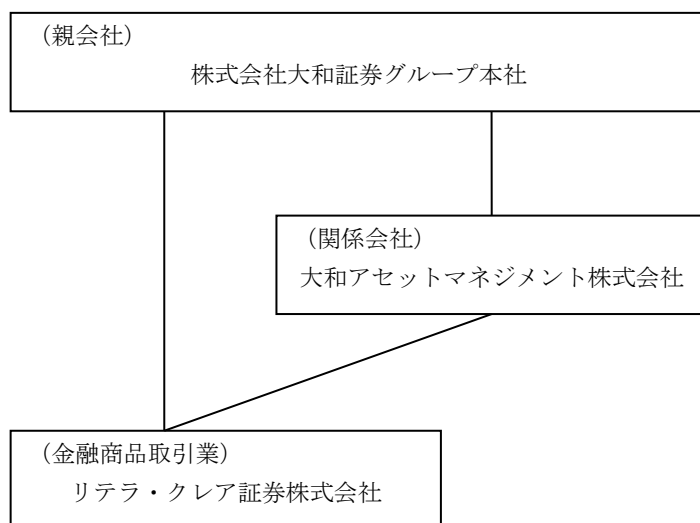 （親会社）
株式会社大和証券グループ本社
（関係会社）
大和アセットマネジメント株式会社
（金融商品取引業）
リテラ・クレア証券株式会社